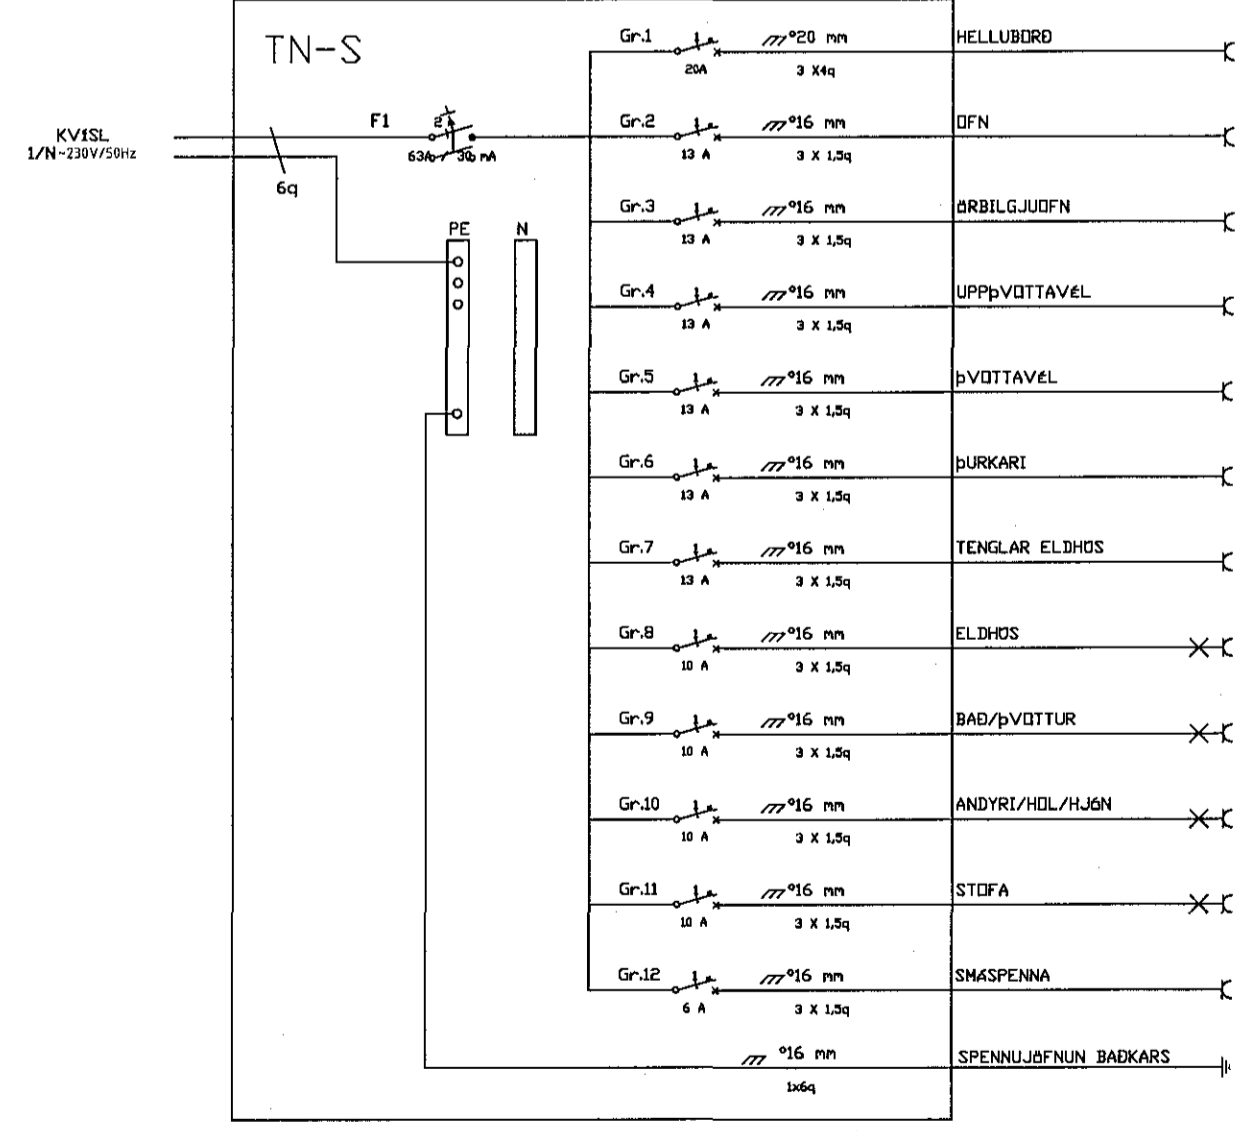 TN-S
KVÍSL
1/N~230V/50Hz
6q
F1
2
63A 30 mA
PE N
Gr.1 ø20 mm HELLUBORÐ
20A 3 X4q
Gr.2 ø16 mm OFN
13 A 3 X 1,5q
Gr.3 ø16 mm ÖRBILGJUOFN
13 A 3 X 1,5q
Gr.4 ø16 mm UPPÞVOTTAVÉL
13 A 3 X 1,5q
Gr.5 ø16 mm ÞVOTTAVÉL
13 A 3 X 1,5q
Gr.6 ø16 mm ÞURKARI
13 A 3 X 1,5q
Gr.7 ø16 mm TENGLAR ELDHÚS
13 A 3 X 1,5q
Gr.8 ø16 mm ELDHÚS
10 A 3 X 1,5q
Gr.9 ø16 mm BAÐ/ÞVOTTUR
10 A 3 X 1,5q
Gr.10 ø16 mm ANDYRI/HOL/HJÓN
10 A 3 X 1,5q
Gr.11 ø16 mm STOFA
10 A 3 X 1,5q
Gr.12 ø16 mm SMÁSPENNA
6 A 3 X 1,5q
ø16 mm SPENNUJÖFNUN BAÐKARS
1x6q